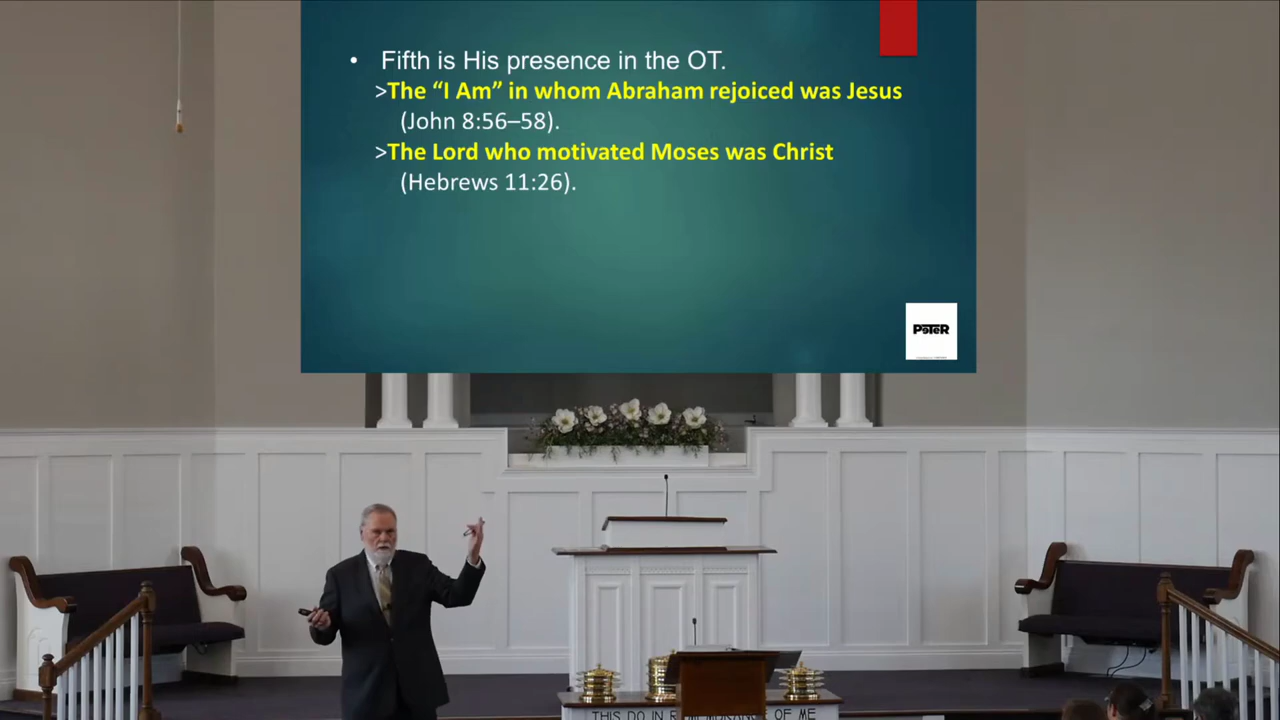 • Fifth is His presence in the OT.
>The “I Am” in whom Abraham rejoiced was Jesus
(John 8:56–58).
>The Lord who motivated Moses was Christ
(Hebrews 11:26).
PeTeR
THIS DO IN OF ME